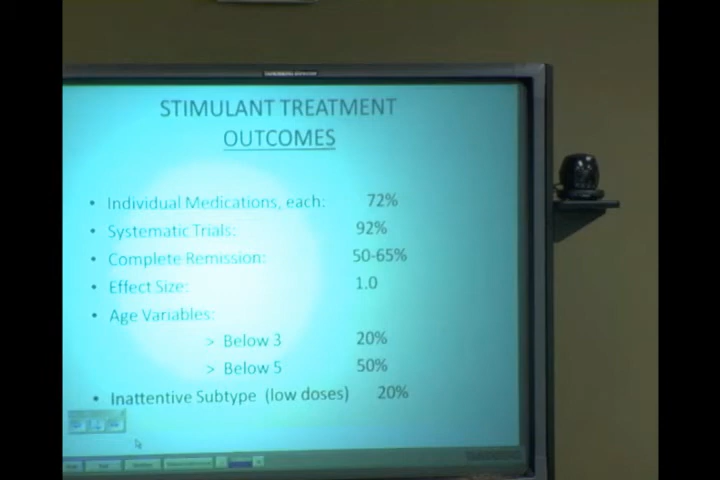 STIMULANT TREATMENT
OUTCOMES
• Individual Medications, each: 72%
• Systematic Trials: 92%
• Complete Remission: 50-65%
• Effect Size: 1.0
• Age Variables:
> Below 3 20%
> Below 5 50%
• Inattentive Subtype (low doses) 20%